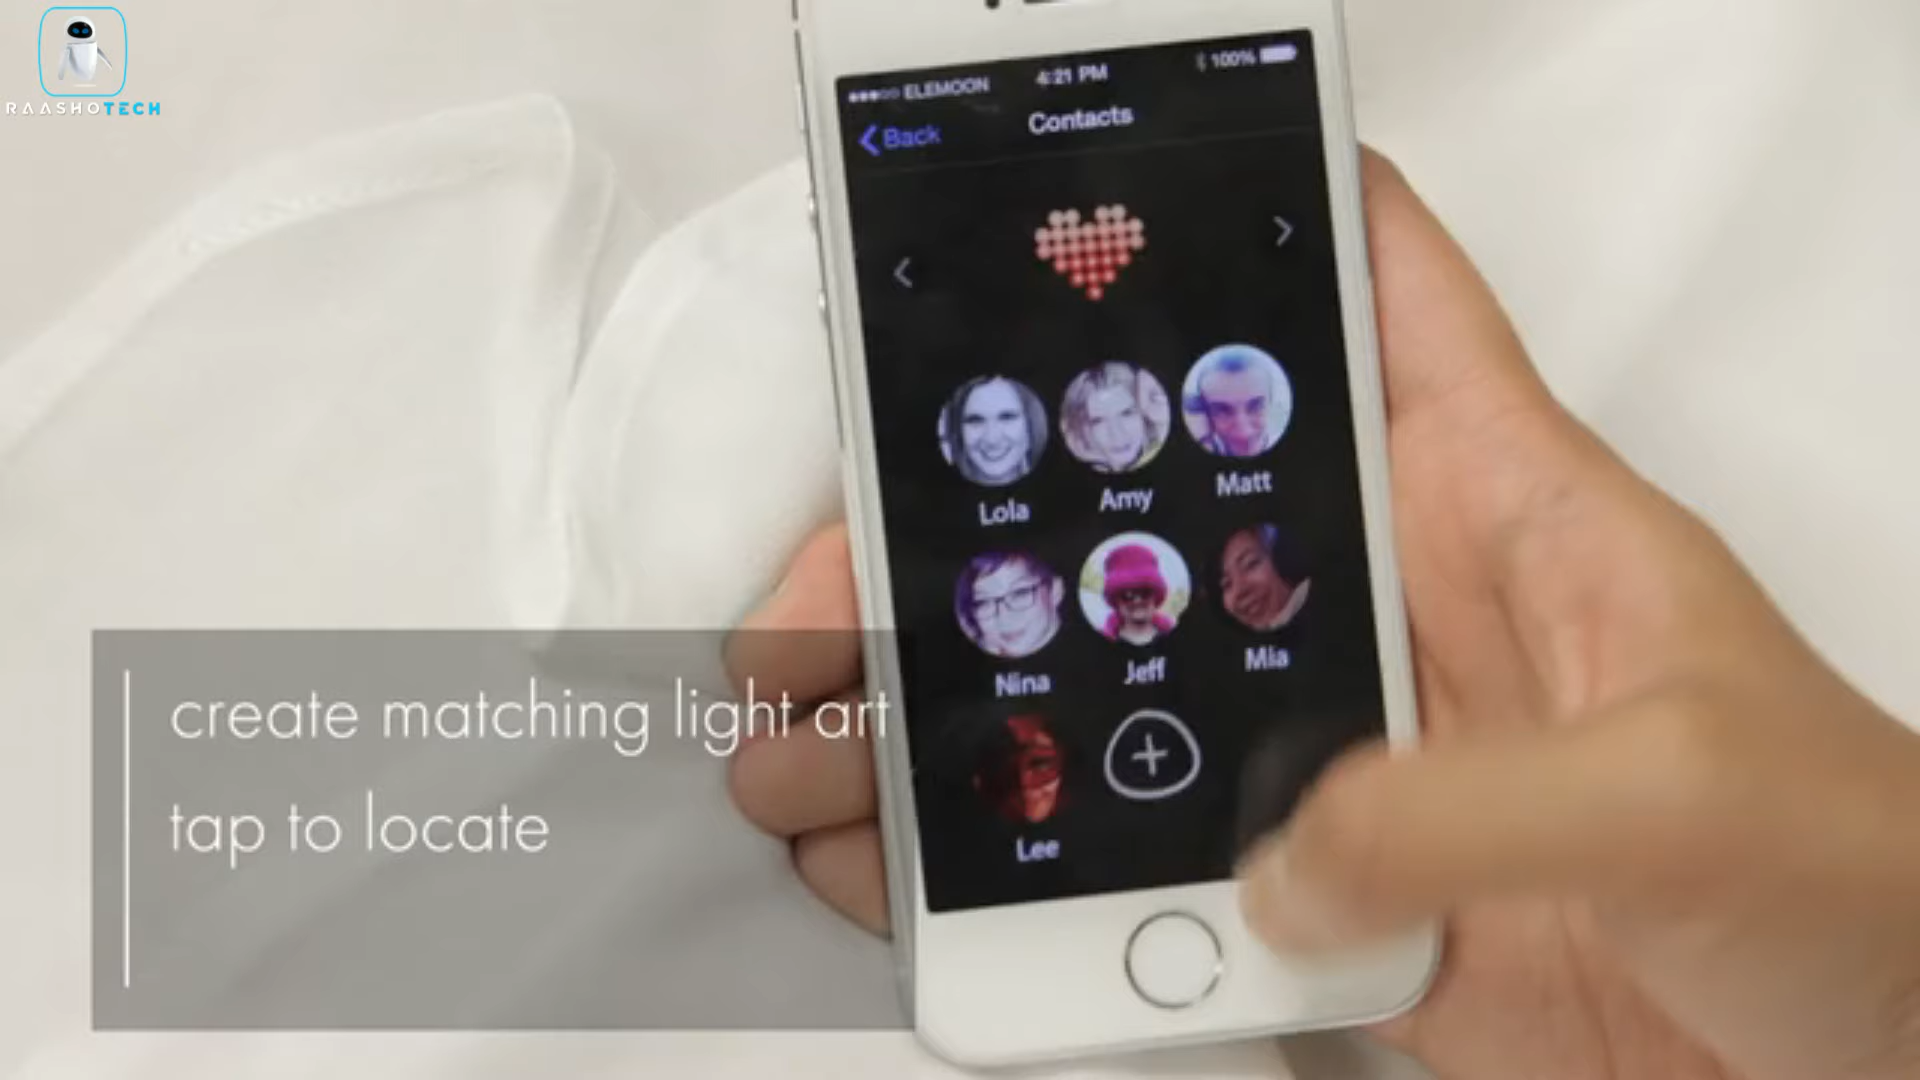 RAASHOTECH
ELEMOON
4:21 PM
100%
Back
Contacts
Lola
Amy
Matt
Nina
Jeff
Mia
Lee
create matching light art
tap to locate